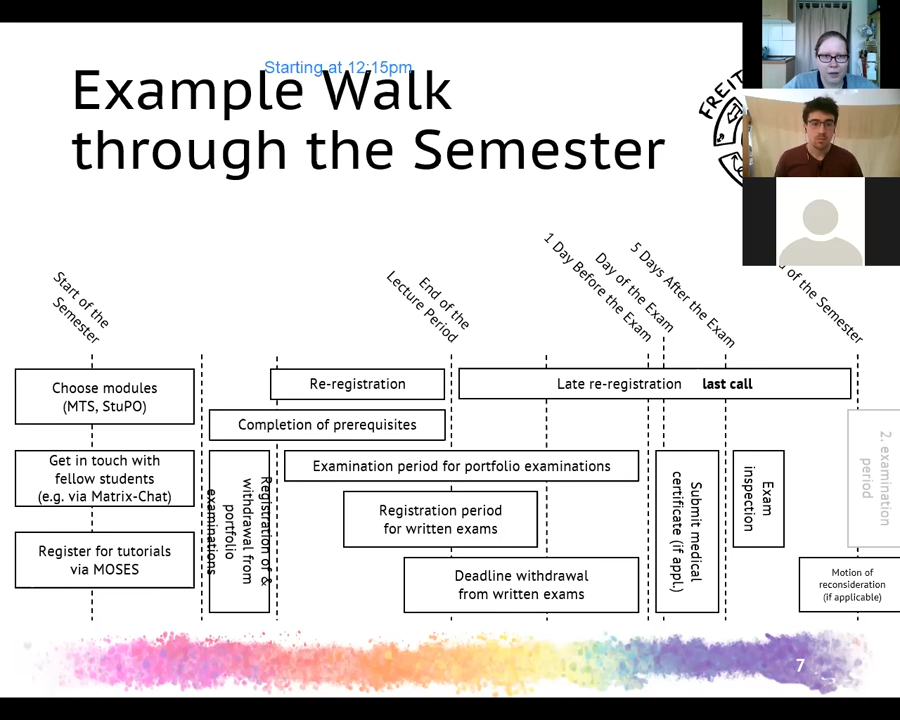 Starting at 12:15pm
Example Walk
through the Semester
FREIT
Start of the
Semester
End of the
Lecture Period
1 Day Before the Exam
Day of the Exam
5 Days After the Exam
of the Semester
Choose modules
(MTS, StuPO)
Re-registration
Late re-registration last call
Completion of prerequisites
Get in touch with
fellow students
(e.g. via Matrix-Chat)
Registration of &
withdrawal from
portfolio
examinations
Examination period for portfolio examinations
Registration period
for written exams
Submit medical
certificate (if appl.)
Exam
inspection
2. examination
period
Register for tutorials
via MOSES
Deadline withdrawal
from written exams
Motion of
reconsideration
(if applicable)
7